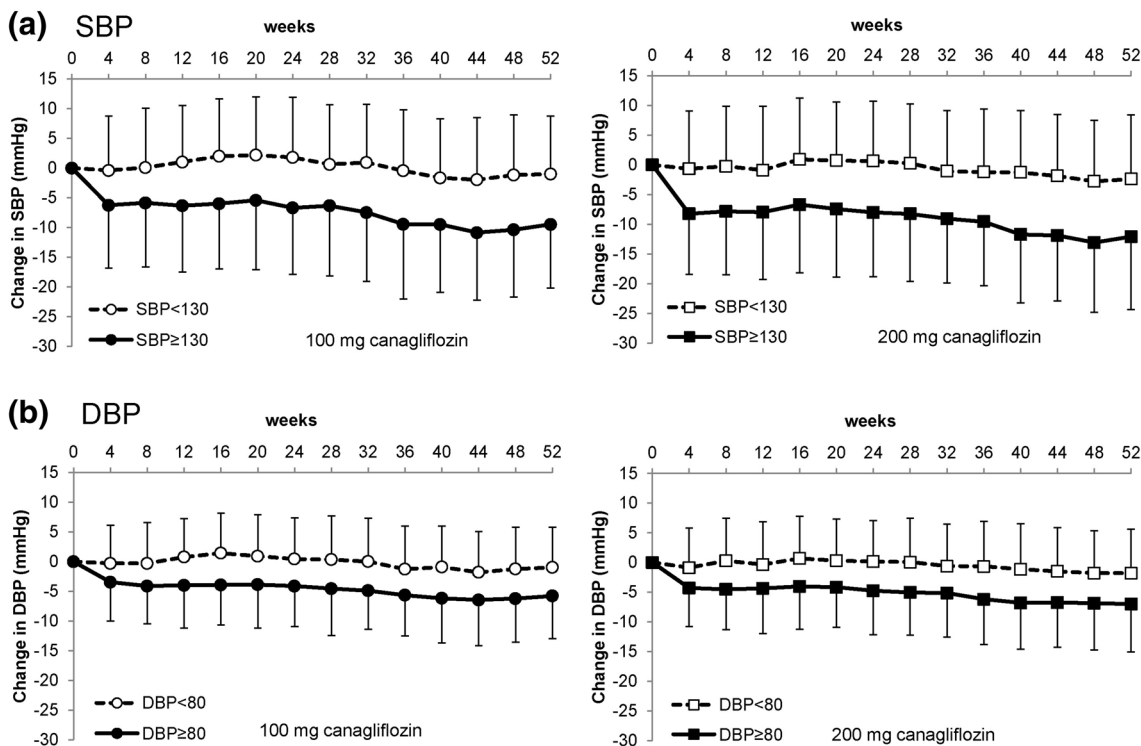 (a) SBP
weeks
0 4 8 12 16 20 24 28 32 36 40 44 48 52
Change in SBP (mmHg)
15
10
5
0
-5
-10
-15
-20
-25
-30
SBP<130
SBP≥130
100 mg canagliflozin
weeks
0 4 8 12 16 20 24 28 32 36 40 44 48 52
Change in SBP (mmHg)
15
10
5
0
-5
-10
-15
-20
-25
-30
SBP<130
SBP≥130
200 mg canagliflozin
(b) DBP
weeks
0 4 8 12 16 20 24 28 32 36 40 44 48 52
Change in DBP (mmHg)
15
10
5
0
-5
-10
-15
-20
-25
-30
DBP<80
DBP≥80
100 mg canagliflozin
weeks
0 4 8 12 16 20 24 28 32 36 40 44 48 52
Change in DBP (mmHg)
15
10
5
0
-5
-10
-15
-20
-25
-30
DBP<80
DBP≥80
200 mg canagliflozin